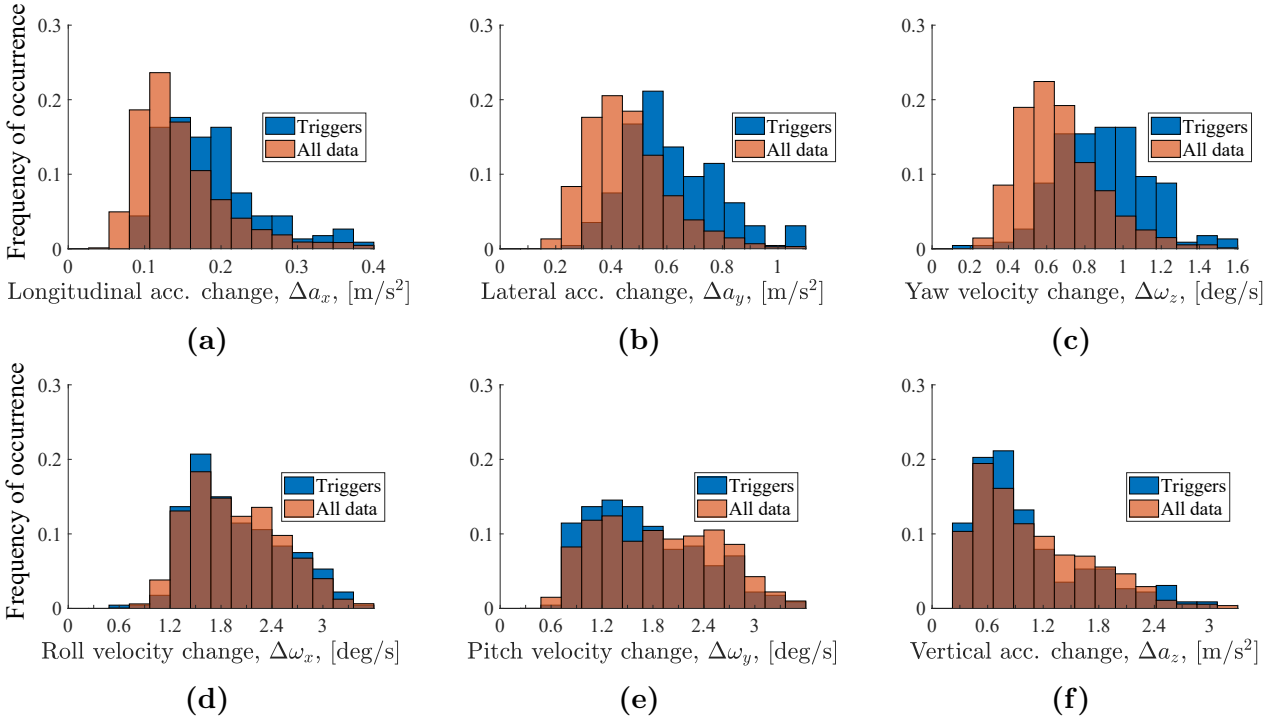 0.3
0.2
0.1
0
Frequency of occurrence
Triggers
All data
0 0.1 0.2 0.3 0.4
Longitudinal acc. change, Δa_x, [m/s²]
(a)
0.3
0.2
0.1
0
Triggers
All data
0 0.2 0.4 0.6 0.8 1
Lateral acc. change, Δa_y, [m/s²]
(b)
0.3
0.2
0.1
0
Triggers
All data
0 0.2 0.4 0.6 0.8 1 1.2 1.4 1.6
Yaw velocity change, Δω_z, [deg/s]
(c)
0.3
0.2
0.1
0
Frequency of occurrence
Triggers
All data
0 0.6 1.2 1.8 2.4 3
Roll velocity change, Δω_x, [deg/s]
(d)
0.3
0.2
0.1
0
Triggers
All data
0 0.6 1.2 1.8 2.4 3
Pitch velocity change, Δω_y, [deg/s]
(e)
0.3
0.2
0.1
0
Triggers
All data
0 0.6 1.2 1.8 2.4 3
Vertical acc. change, Δa_z, [m/s²]
(f)